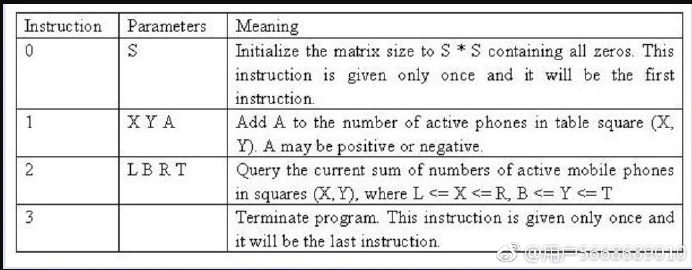 Instruction Parameters Meaning
0 S Initialize the matrix size to S * S containing all zeros. This
instruction is given only once and it will be the first
instruction.
1 X Y A Add A to the number of active phones in table square (X,
Y). A may be positive or negative.
2 L B R T Query the current sum of numbers of active mobile phones
in squares (X,Y), where L <= X <= R, B <= Y <= T
3 Terminate program. This instruction is given only once and
it will be the last instruction.
@用户5668689010